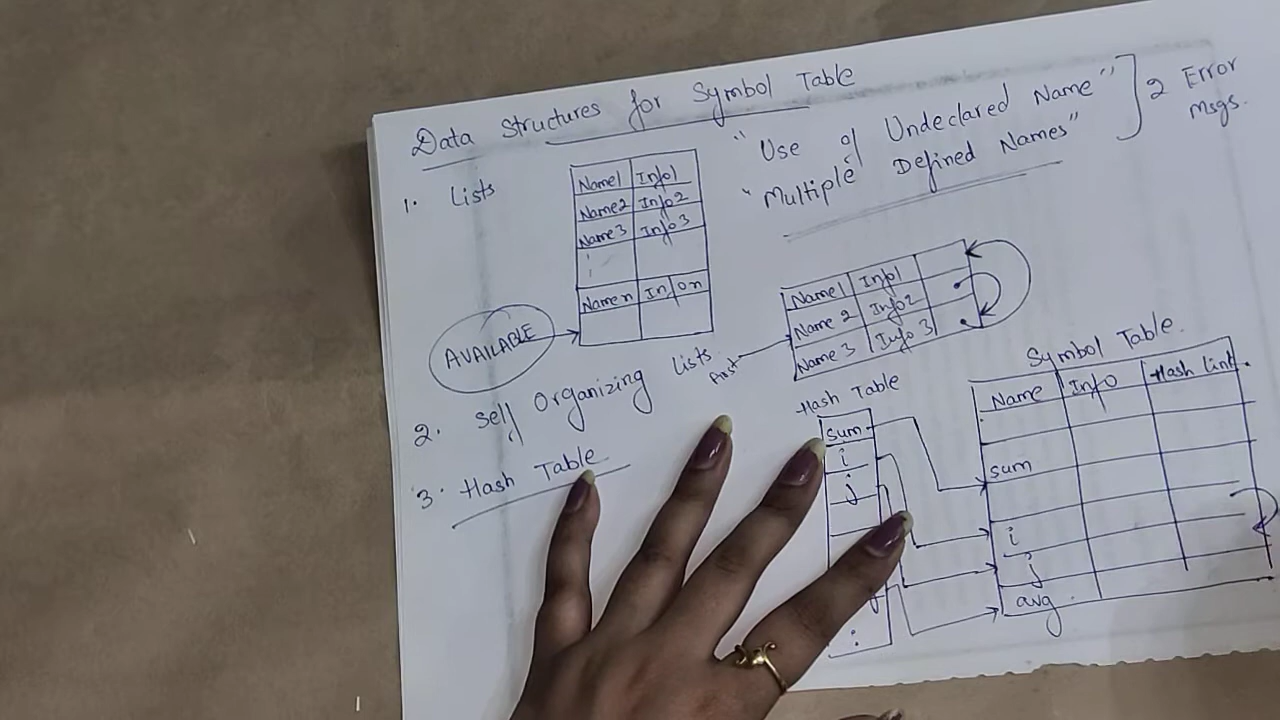 Data Structures for Symbol Table
1. Lists
Name1 Info1
Name2 Info2
Name3 Info3
Namen Infon
AVAILABLE
"Use of Undeclared Name"
"Multiple Defined Names"
2 Error
Msgs.
2. Self Organizing Lists
First
Name1 Info1
Name 2 Info2
Name 3 Info 3
3. Hash Table
Hash Table
sum
i
j
:
Symbol Table.
Name Info Hash Link
sum
i
j
avg